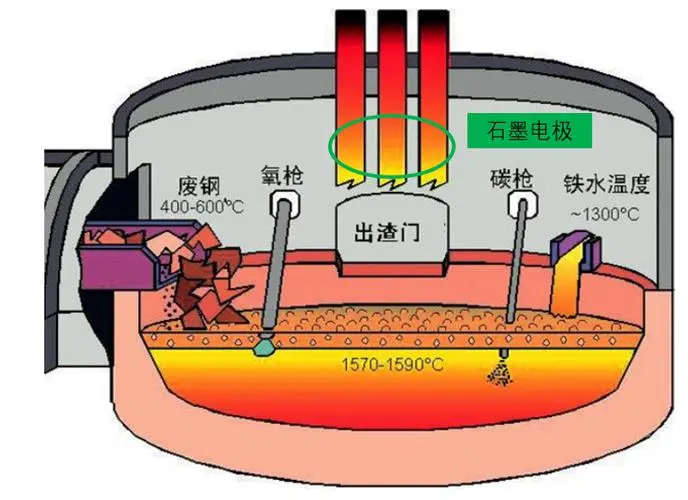 石墨电极
废钢
400-600℃
氧枪
碳枪
铁水温度
~1300℃
出渣门
1570-1590℃